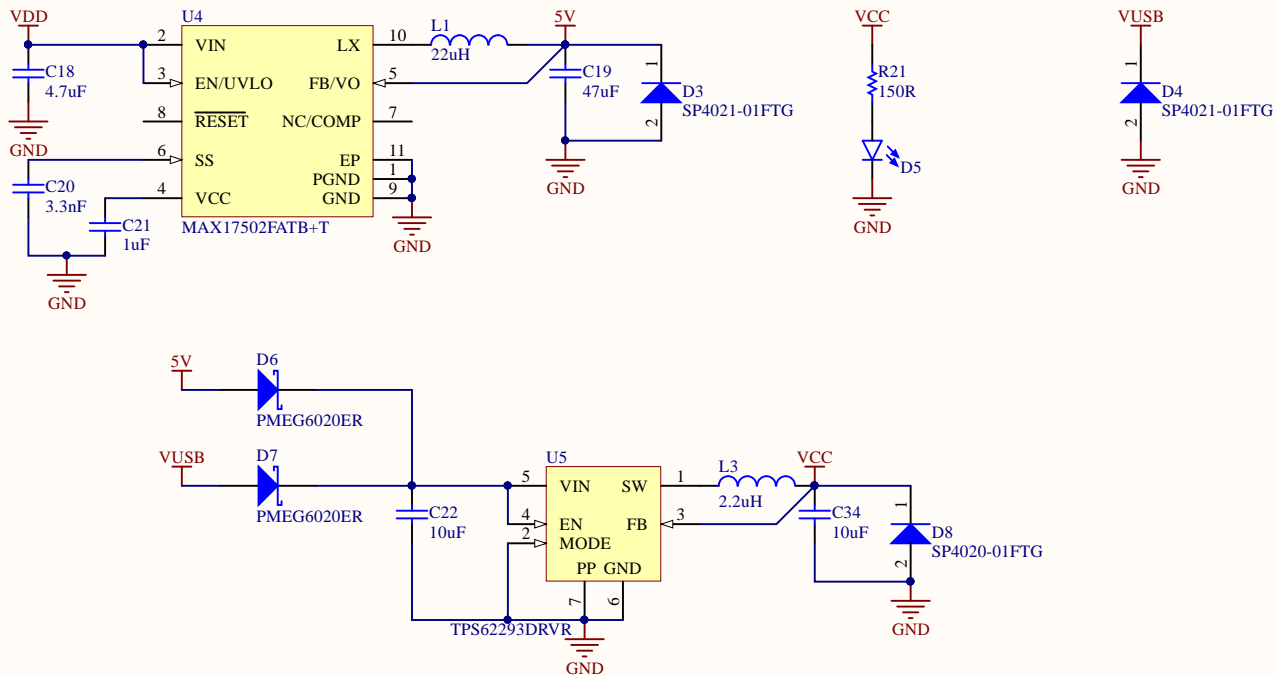 VDD
U4
5V
VCC
VUSB
2
VIN
LX
10
L1
22uH
C18
4.7uF
3
EN/UVLO
FB/VO
5
C19
47uF
1
D3
SP4021-01FTG
2
R21
150R
1
D4
SP4021-01FTG
2
GND
8
RESET
NC/COMP
7
6
SS
EP
11
PGND
1
GND
9
C20
3.3nF
4
VCC
C21
1uF
MAX17502FATB+T
GND
GND
D5
GND
GND
GND
5V
D6
PMEG6020ER
VUSB
D7
PMEG6020ER
U5
5
VIN
SW
1
L3
2.2uH
VCC
C22
10uF
4
EN
FB
3
2
MODE
C34
10uF
1
D8
SP4020-01FTG
2
PP
GND
7
6
TPS62293DRVR
GND
GND